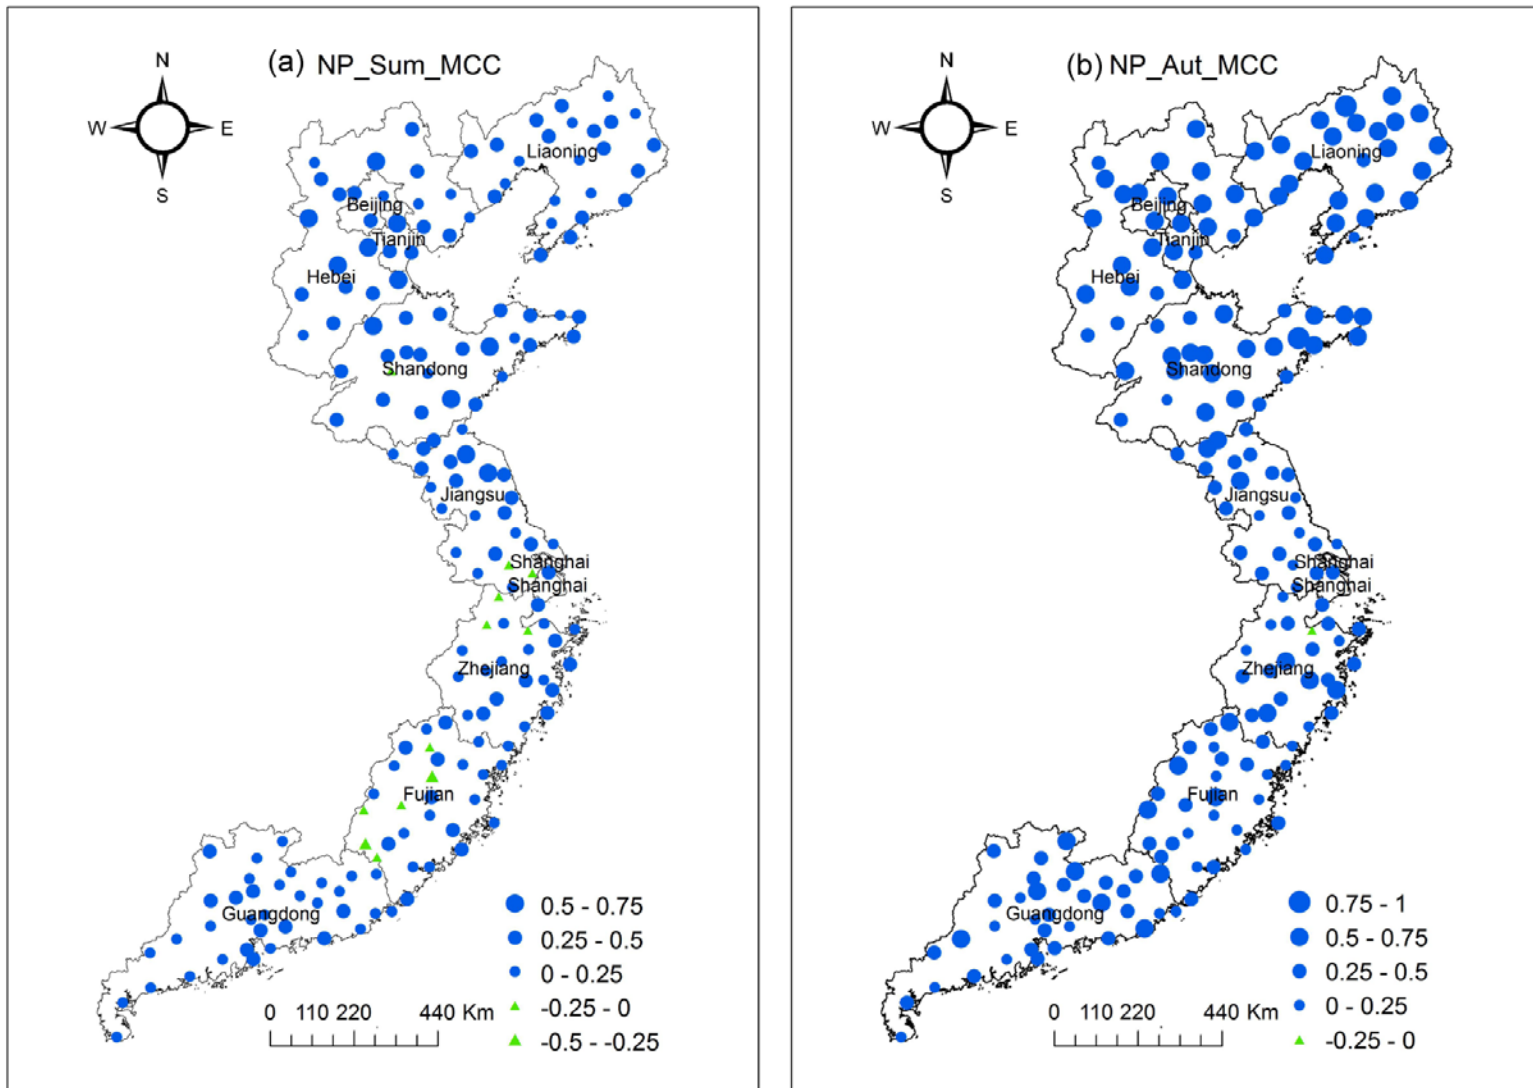 (a) NP_Sum_MCC
N
W
E
S
Liaoning
Beijing
Tianjin
Hebei
Shandong
Jiangsu
Shanghai
Shanghai
Zhejiang
Fujian
Guangdong
0.5 - 0.75
0.25 - 0.5
0 - 0.25
-0.25 - 0
-0.5 - -0.25
0 110 220 440 Km
(b) NP_Aut_MCC
N
W
E
S
Liaoning
Beijing
Tianjin
Hebei
Shandong
Jiangsu
Shanghai
Shanghai
Zhejiang
Fujian
Guangdong
0.75 - 1
0.5 - 0.75
0.25 - 0.5
0 - 0.25
-0.25 - 0
0 110 220 440 Km